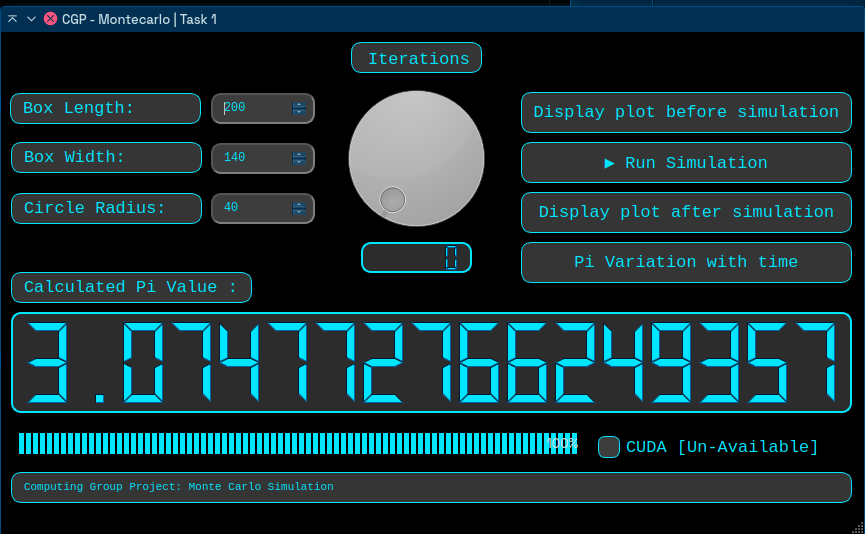 CGP - Montecarlo | Task 1
Iterations
Box Length:
200
Display plot before simulation
Box Width:
140
▶ Run Simulation
Circle Radius:
40
Display plot after simulation
0
Pi Variation with time
Calculated Pi Value :
3.074772766249357
100%
CUDA [Un-Available]
Computing Group Project: Monte Carlo Simulation